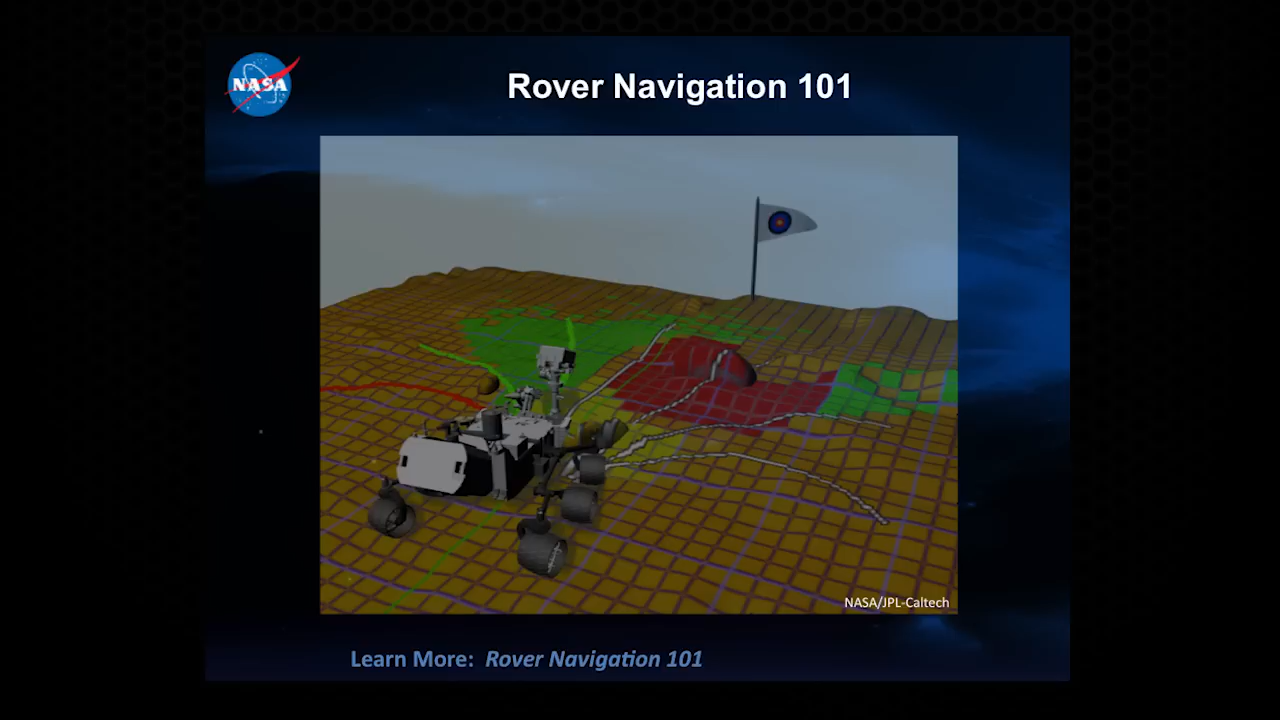 NASA
Rover Navigation 101
NASA/JPL-Caltech
Learn More: Rover Navigation 101